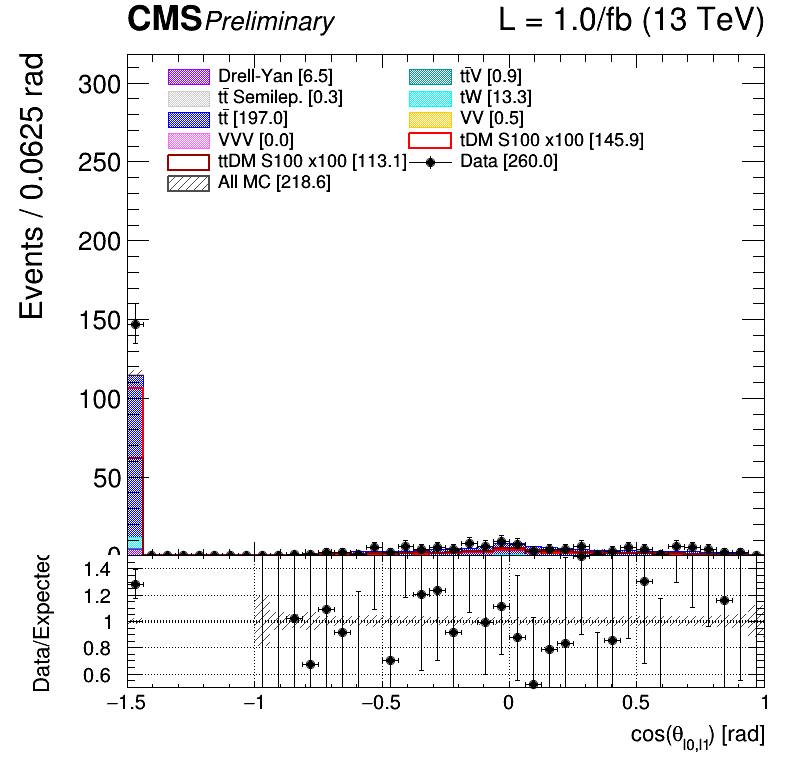 CMS Preliminary L = 1.0/fb (13 TeV)
Events / 0.0625 rad
300
250
200
150
100
50
0
Drell-Yan [6.5]
tt̄ Semilep. [0.3]
tt̄ [197.0]
VVV [0.0]
ttDM S100 x100 [113.1]
All MC [218.6]
tt̄V [0.9]
tW [13.3]
VV [0.5]
tDM S100 x100 [145.9]
Data [260.0]
Data/Expected
1.4
1.2
1
0.8
0.6
−1.5 −1 −0.5 0 0.5 1
cos(θl0,l1) [rad]